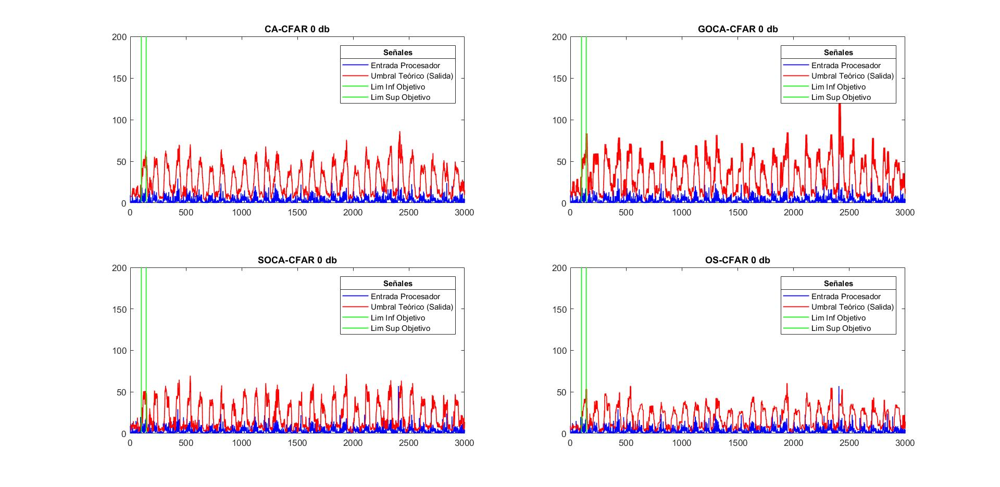 CA-CFAR 0 db
200
150
100
50
0
0 500 1000 1500 2000 2500 3000
Señales
Entrada Procesador
Umbral Teórico (Salida)
Lim Inf Objetivo
Lim Sup Objetivo
GOCA-CFAR 0 db
200
150
100
50
0
0 500 1000 1500 2000 2500 3000
Señales
Entrada Procesador
Umbral Teórico (Salida)
Lim Inf Objetivo
Lim Sup Objetivo
SOCA-CFAR 0 db
200
150
100
50
0
0 500 1000 1500 2000 2500 3000
Señales
Entrada Procesador
Umbral Teórico (Salida)
Lim Inf Objetivo
Lim Sup Objetivo
OS-CFAR 0 db
200
150
100
50
0
0 500 1000 1500 2000 2500 3000
Señales
Entrada Procesador
Umbral Teórico (Salida)
Lim Inf Objetivo
Lim Sup Objetivo